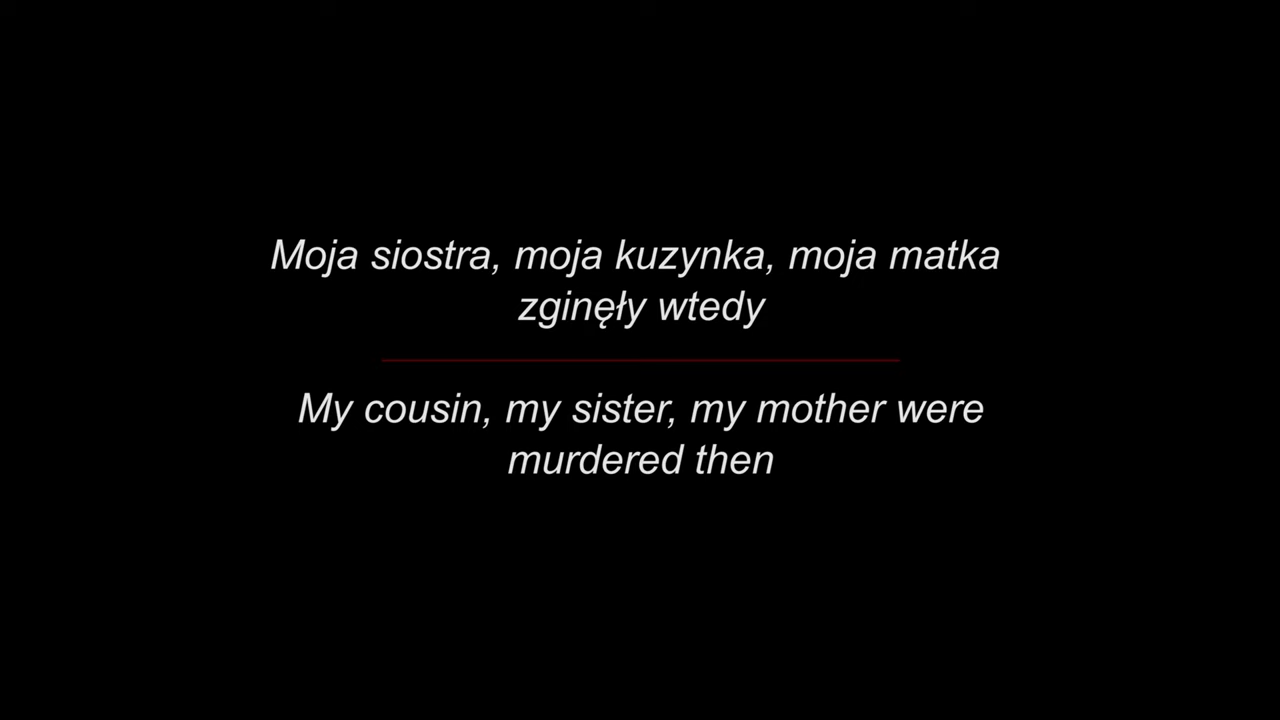 Moja siostra, moja kuzynka, moja matka
zginęły wtedy
My cousin, my sister, my mother were
murdered then